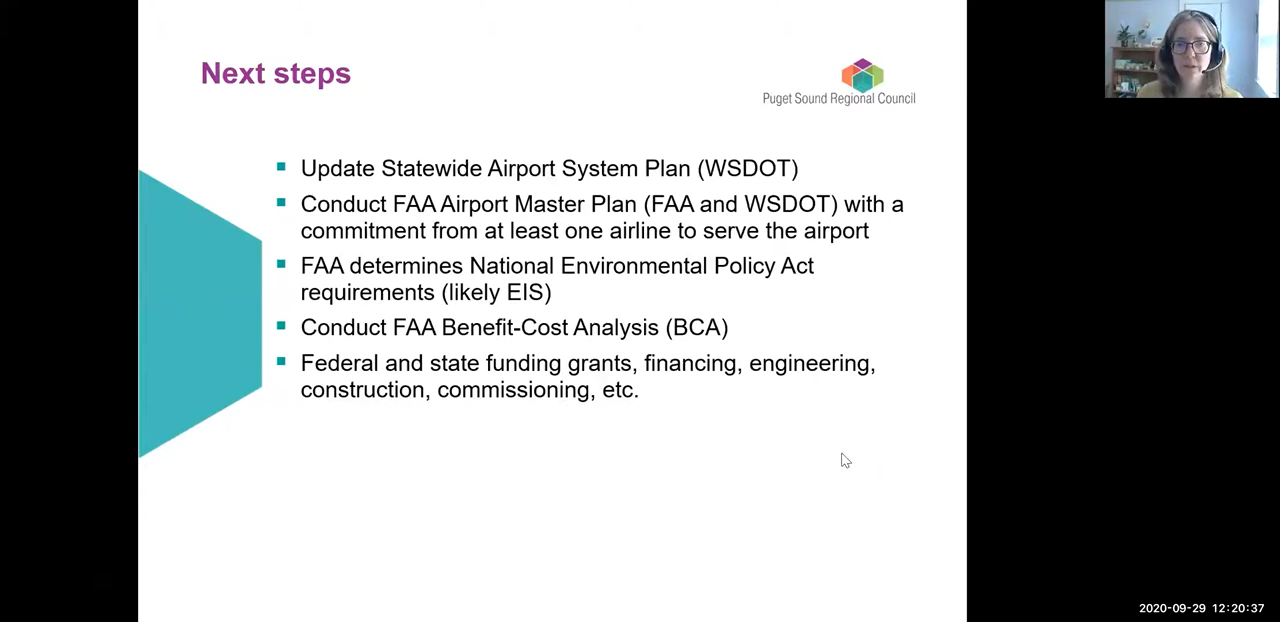 Next steps
Puget Sound Regional Council
Update Statewide Airport System Plan (WSDOT)
Conduct FAA Airport Master Plan (FAA and WSDOT) with a
commitment from at least one airline to serve the airport
FAA determines National Environmental Policy Act
requirements (likely EIS)
Conduct FAA Benefit-Cost Analysis (BCA)
Federal and state funding grants, financing, engineering,
construction, commissioning, etc.
2020-09-29 12:20:37